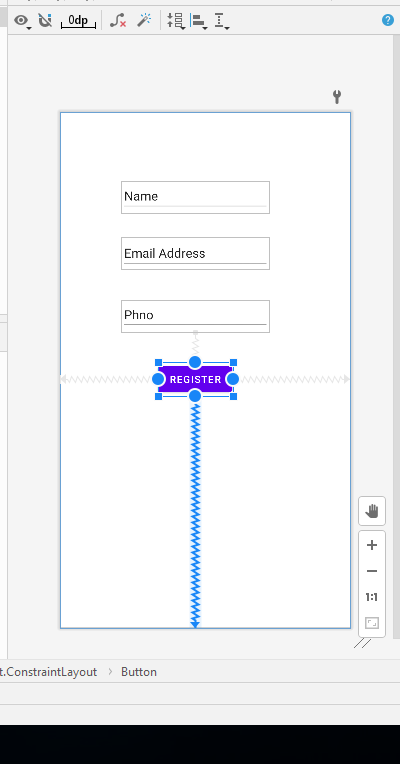 0dp
?
Name
Email Address
Phno
REGISTER
1:1
t.ConstraintLayout > Button